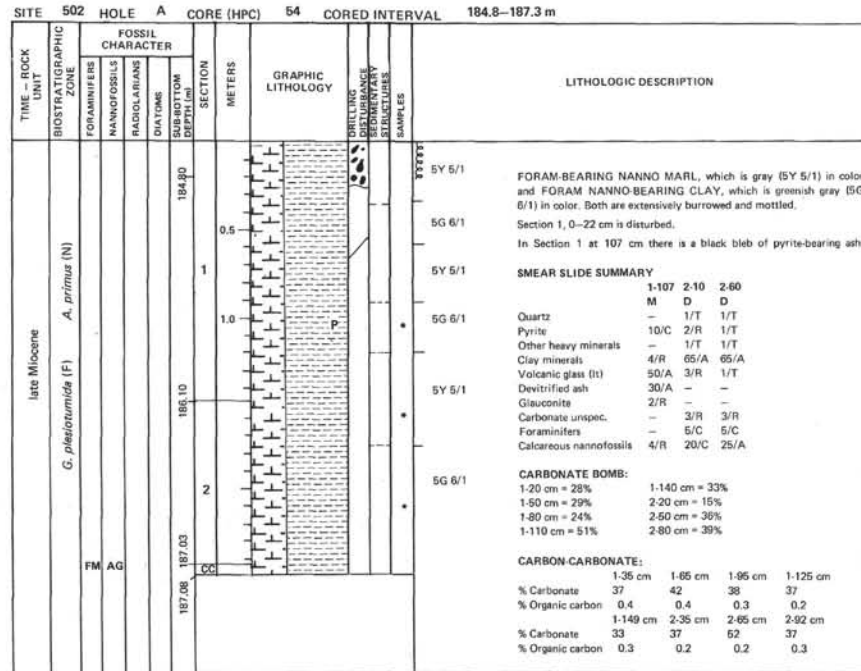 SITE 502 HOLE A CORE (HPC) 54 CORED INTERVAL 184.8–187.3 m
TIME – ROCK UNIT
BIOSTRATIGRAPHIC ZONE
FOSSIL CHARACTER
FORAMINIFERS
NANNOFOSSILS
RADIOLARIANS
DIATOMS
SUB-BOTTOM DEPTH (m)
SECTION
METERS
GRAPHIC LITHOLOGY
DRILLING DISTURBANCE
SEDIMENTARY STRUCTURES
SAMPLES
LITHOLOGIC DESCRIPTION
late Miocene
G. plesiotumida (F)
A. primus (N)
FM AG
184.80
186.10
187.03
187.08
1
2
CC
0.5
1.0
P
5Y 5/1
5G 6/1
5Y 5/1
5G 6/1
5Y 5/1
5G 6/1
FORAM-BEARING NANNO MARL, which is gray (5Y 5/1) in color
and FORAM NANNO-BEARING CLAY, which is greenish gray (5G
6/1) in color. Both are extensively burrowed and mottled.
Section 1, 0–22 cm is disturbed.
In Section 1 at 107 cm there is a black bleb of pyrite-bearing ash
SMEAR SLIDE SUMMARY
1-107 2-10 2-60
M D D
Quartz – 1/T 1/T
Pyrite 10/C 2/R 1/T
Other heavy minerals – 1/T 1/T
Clay minerals 4/R 65/A 65/A
Volcanic glass (lt) 50/A 3/R 1/T
Devitrified ash 30/A – –
Glauconite 2/R – –
Carbonate unspec. – 3/R 3/R
Foraminifers – 5/C 5/C
Calcareous nannofossils 4/R 20/C 25/A
CARBONATE BOMB:
1-20 cm = 28% 1-140 cm = 33%
1-50 cm = 29% 2-20 cm = 15%
1-80 cm = 24% 2-50 cm = 36%
1-110 cm = 51% 2-80 cm = 39%
CARBON-CARBONATE:
1-35 cm 1-65 cm 1-95 cm 1-125 cm
% Carbonate 37 42 38 37
% Organic carbon 0.4 0.4 0.3 0.2
1-149 cm 2-35 cm 2-65 cm 2-92 cm
% Carbonate 33 37 52 37
% Organic carbon 0.3 0.2 0.2 0.3